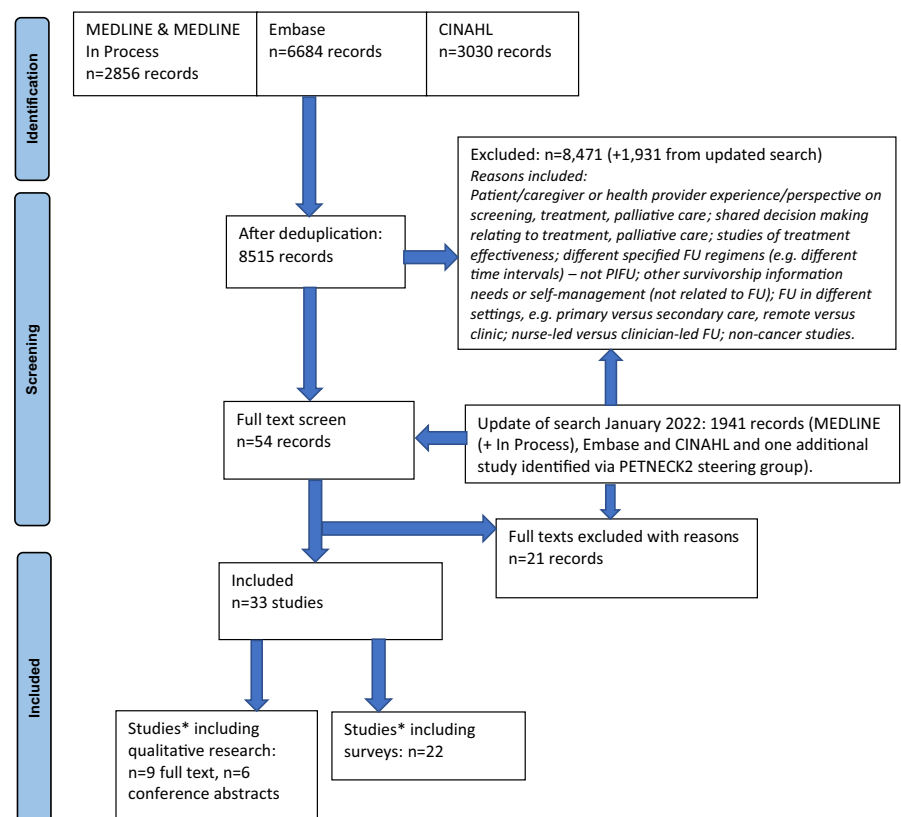 MEDLINE & MEDLINE
In Process
n=2856 records
Embase
n=6684 records
CINAHL
n=3030 records
Identification
Excluded: n=8,471 (+1,931 from updated search)
Reasons included:
Patient/caregiver or health provider experience/perspective on
screening, treatment, palliative care; shared decision making
relating to treatment, palliative care; studies of treatment
effectiveness; different specified FU regimens (e.g. different
time intervals) – not PIFU; other survivorship information
needs or self-management (not related to FU); FU in different
settings, e.g. primary versus secondary care, remote versus
clinic; nurse-led versus clinician-led FU; non-cancer studies.
After deduplication:
8515 records
Screening
Full text screen
n=54 records
Update of search January 2022: 1941 records (MEDLINE
(+ In Process), Embase and CINAHL and one additional
study identified via PETNECK2 steering group).
Full texts excluded with reasons
n=21 records
Included
n=33 studies
Included
Studies* including
qualitative research:
n=9 full text, n=6
conference abstracts
Studies* including
surveys: n=22